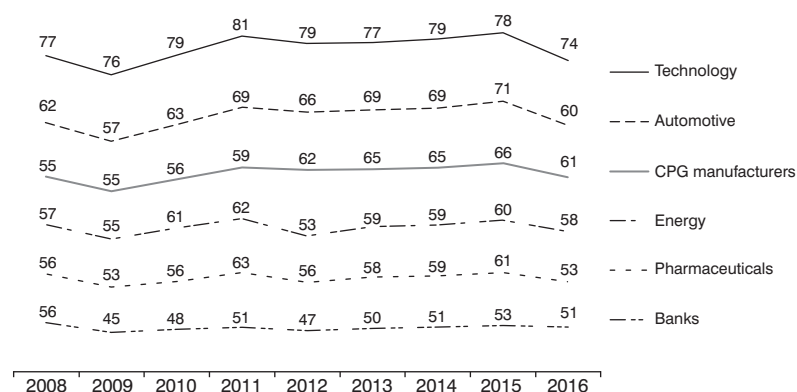 77 76 79 81 79 77 79 78 74
Technology
62 57 63 69 66 69 69 71 60
Automotive
55 55 56 59 62 65 65 66 61
CPG manufacturers
57 55 61 62 53 59 59 60 58
Energy
56 53 56 63 56 58 59 61 53
Pharmaceuticals
56 45 48 51 47 50 51 53 51
Banks
2008 2009 2010 2011 2012 2013 2014 2015 2016